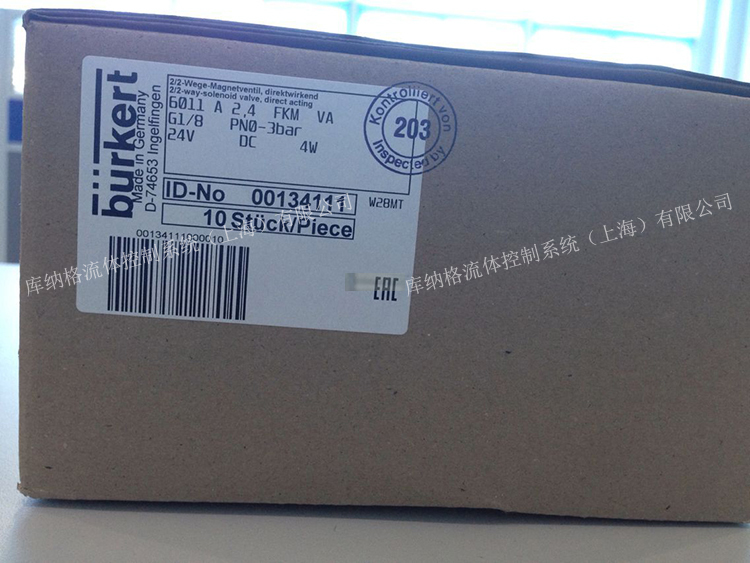 bürkert
Made in Germany
D-74653 Ingelfingen
2/2-Wege-Magnetventil, direktwirkend
2/2-way-solenoid valve, direct acting
6011 A 2,4 FKM VA
G1/8 PN0-3bar
24V DC 4W
Kontrolliert von
203
Inspected by
ID-No 00134111
W28MT
10 Stück/Piece
00134111000010
EAC
库纳格流体控制系统（上海）有限公司
库纳格流体控制系统（上海）有限公司